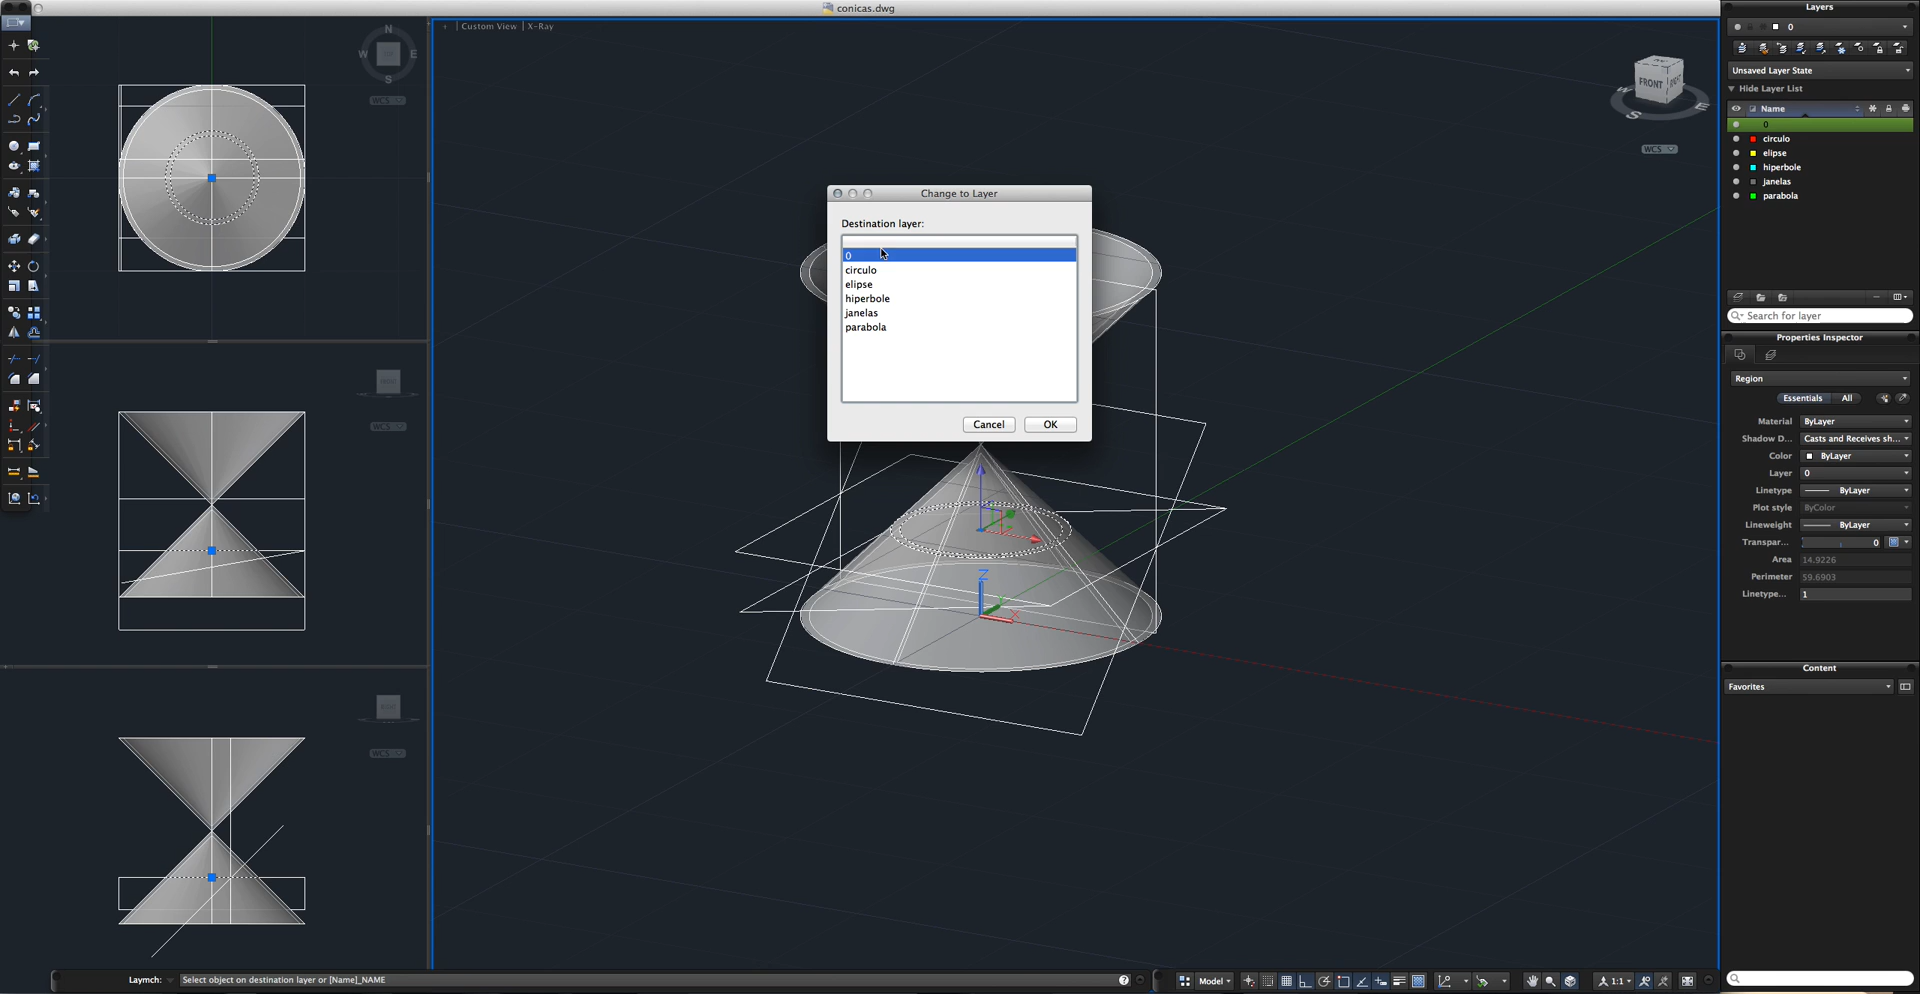 conicas.dwg
Custom View | X-Ray
N
W
E
S
WCS
WCS
WCS
FRONT
W
S
E
WCS
Change to Layer
Destination layer:
0
circulo
elipse
hiperbole
janelas
parabola
Cancel
OK
Z
X
Layers
0
Unsaved Layer State
Hide Layer List
Name
0
circulo
elipse
hiperbole
janelas
parabola
Search for layer
Properties Inspector
Region
Essentials
All
Material ByLayer
Shadow D... Casts and Receives sh...
Color ByLayer
Layer 0
Linetype ByLayer
Plot style ByColor
Lineweight ByLayer
Transpar... 0
Area 14.9226
Perimeter 59.6903
Linetype... 1
Content
Favorites
Laymch:
Select object on destination layer or [Name]_NAME
?
Model
1:1